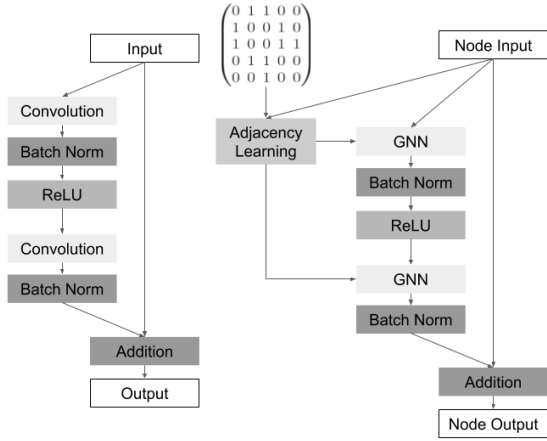 Input
Convolution
Batch Norm
ReLU
Convolution
Batch Norm
Addition
Output
0 1 1 0 0
1 0 0 1 0
1 0 0 1 1
0 1 1 0 0
0 0 1 0 0
Node Input
Adjacency
Learning
GNN
Batch Norm
ReLU
GNN
Batch Norm
Addition
Node Output